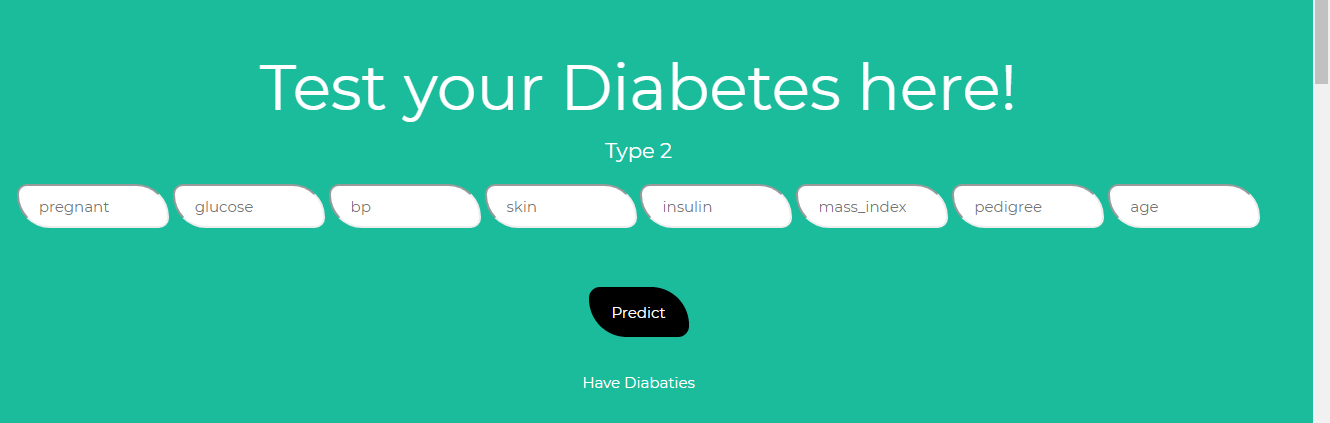 Test your Diabetes here!
Type 2
pregnant glucose bp skin insulin mass_index pedigree age
Predict
Have Diabaties